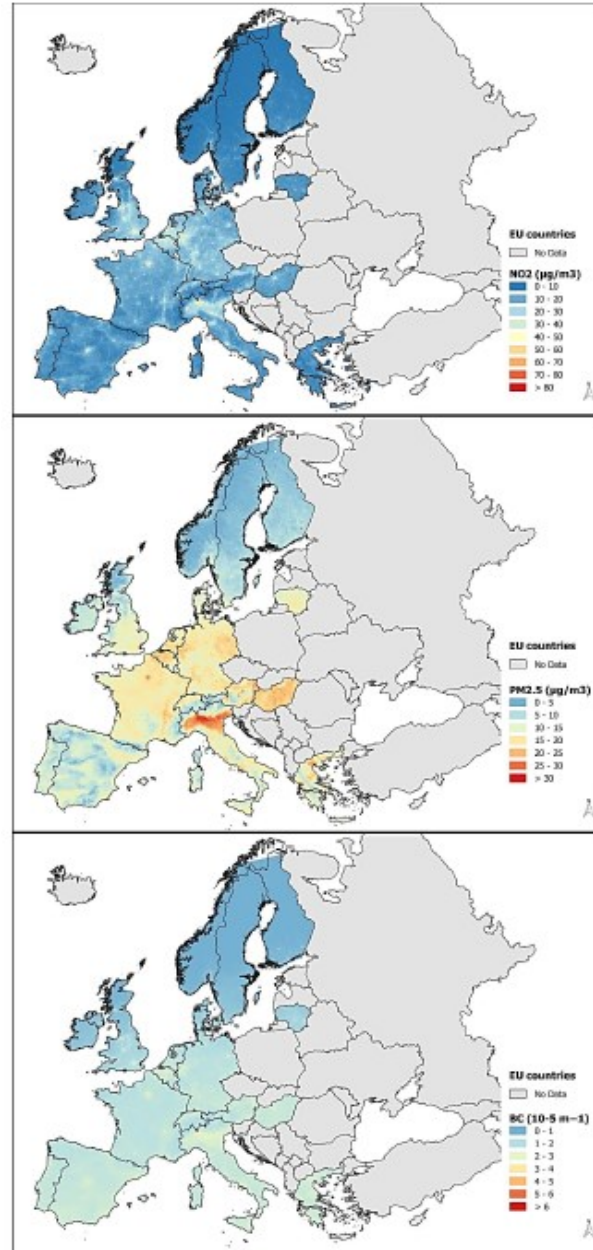 EU countries
No Data
NO2 (µg/m3)
0 - 10
10 - 20
20 - 30
30 - 40
40 - 50
50 - 60
60 - 70
70 - 80
> 80
EU countries
No Data
PM2.5 (µg/m3)
0 - 5
5 - 10
10 - 15
15 - 20
20 - 25
25 - 30
> 30
EU countries
No Data
BC (10-5 m−1)
0 - 1
1 - 2
2 - 3
3 - 4
4 - 5
5 - 6
> 6